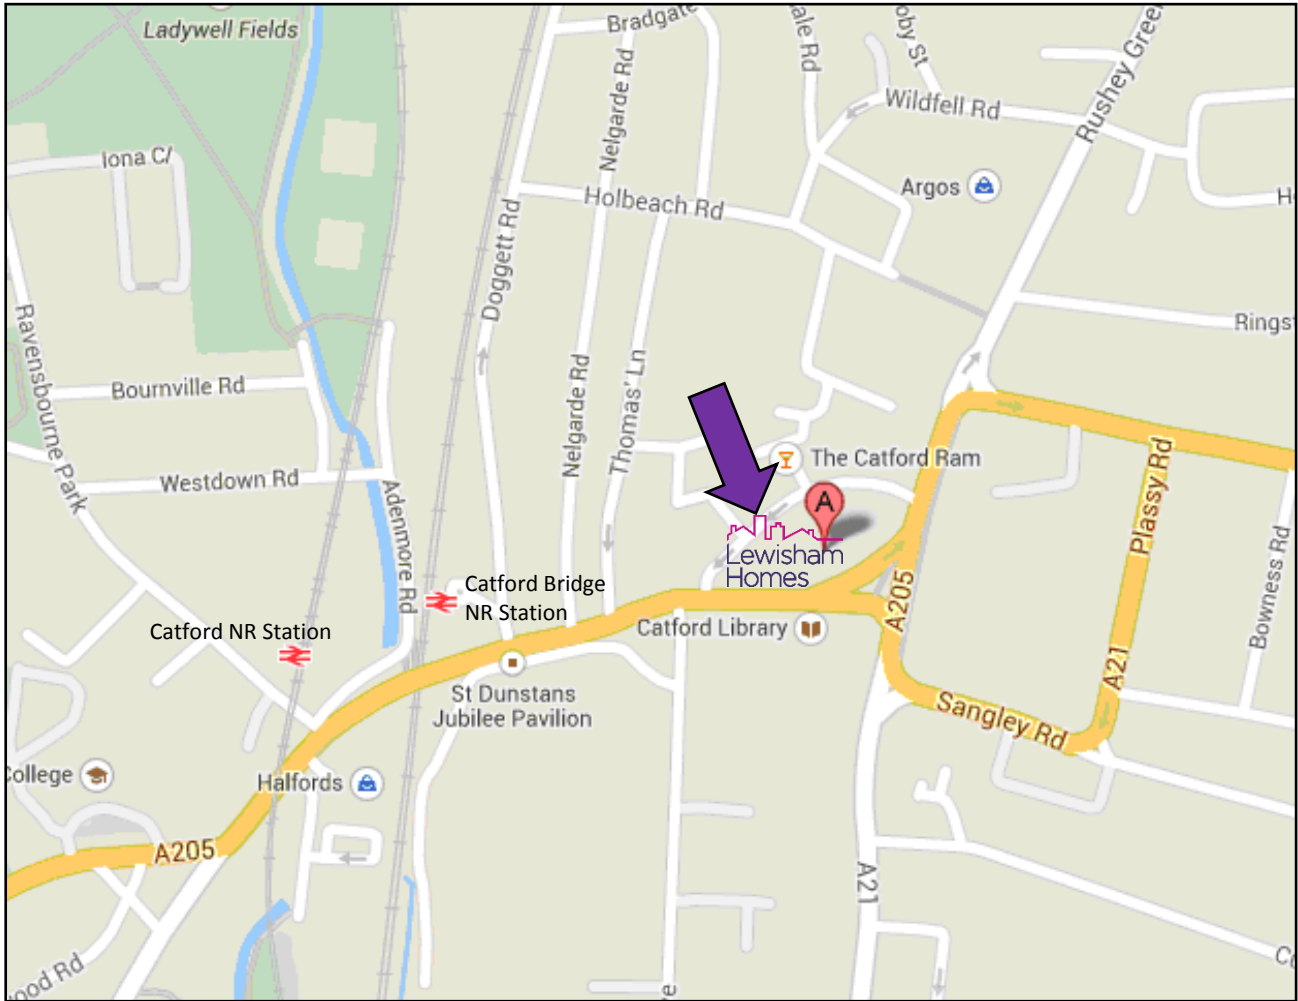 Ladywell Fields
Bradgate
Nelgarde Rd
ale Rd
oby St
Rushey Green
Wildfell Rd
Iona Cl
Argos
Holbeach Rd
Doggett Rd
Ravensbourne Park
Rings
Bournville Rd
Nelgarde Rd
Thomas' Ln
The Catford Ram
Westdown Rd
Plassy Rd
A
Adenmore Rd
Lewisham
Homes
Bowness Rd
Catford Bridge
NR Station
A205
Catford Library
Catford NR Station
A21
St Dunstans
Jubilee Pavilion
Sangley Rd
College
Halfords
A205
A21
ood Rd